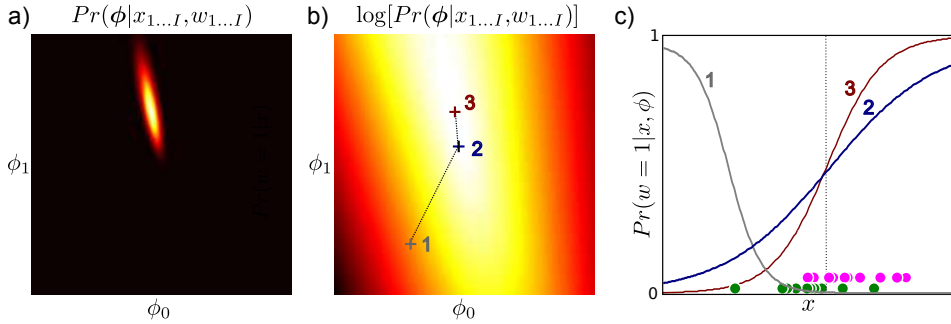 a)
Pr(ϕ|x₁...I, w₁...I)
ϕ₁
ϕ₀
b)
log[Pr(ϕ|x₁...I, w₁...I)]
ϕ₁
3
2
1
ϕ₀
c)
Pr(w = 1|x, ϕ)
1
0
1
3
2
x